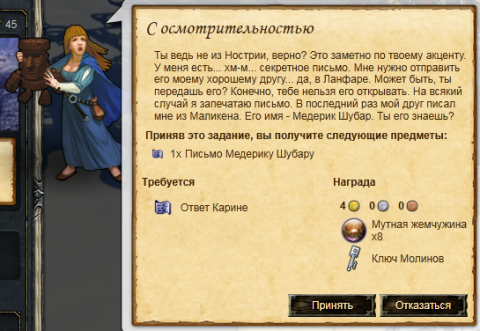 45
С осмотрительностью
Ты ведь не из Нострии, верно? Это заметно по твоему акценту.
У меня есть... хм-м... секретное письмо. Мне нужно отправить
его моему хорошему другу... да, в Ланфаре. Может быть, ты
передашь его? Конечно, тебе нельзя его открывать. На всякий
случай я запечатаю письмо. В последний раз мой друг писал
мне из Маликена. Его имя - Медерик Шубар. Ты его знаешь?
Приняв это задание, вы получите следующие предметы:
1x Письмо Медерику Шубару
Требуется
Награда
Ответ Карине
4 0 0
Мутная жемчужина
x8
Ключ Молинов
Принять
Отказаться